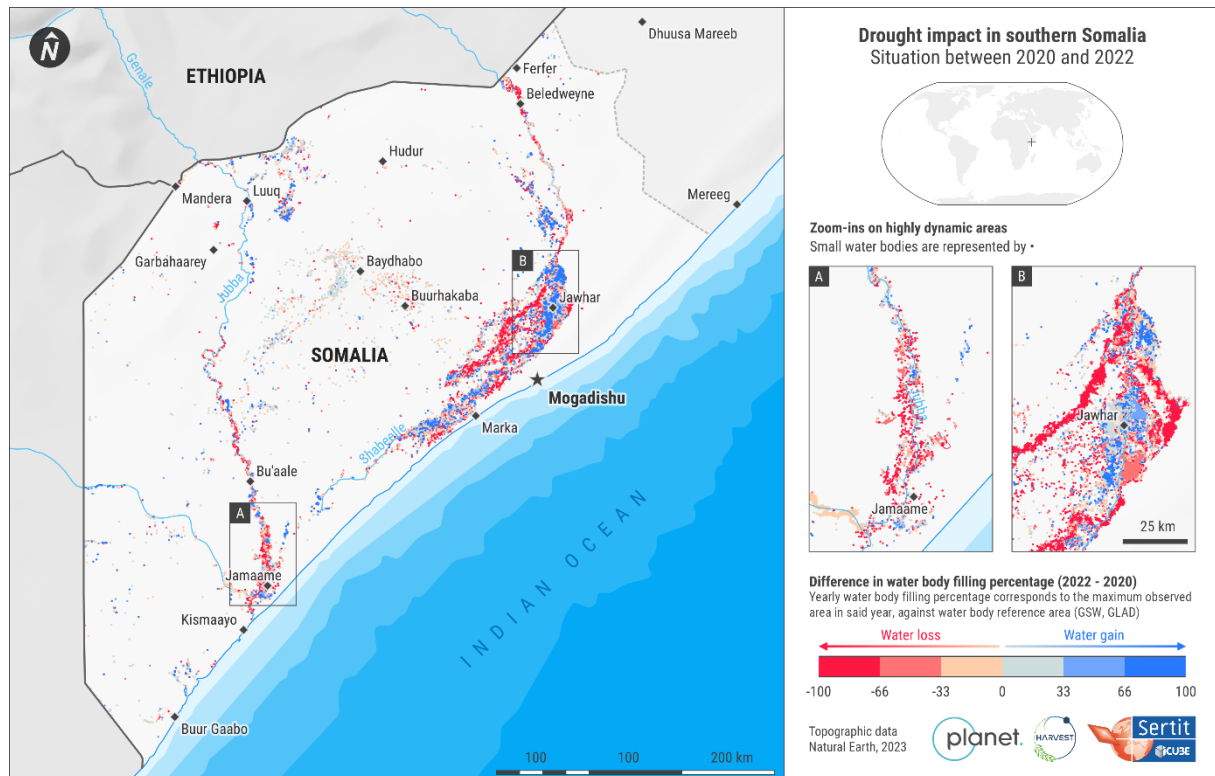 N
ETHIOPIA
Genale
Dhuusa Mareeb
Ferfer
Beledweyne
Hudur
Mandera
Luuq
Mereeg
Garbahaarey
Jubba
Baydhabo
Buurhakaba
B
Jawhar
SOMALIA
Mogadishu
Marka
Shabeelle
Bu'aale
A
Jamaame
Kismaayo
INDIAN OCEAN
Buur Gaabo
100 100 200 km
Drought impact in southern Somalia
Situation between 2020 and 2022
Zoom-ins on highly dynamic areas
Small water bodies are represented by •
A
Jubba
Jamaame
B
Jawhar
25 km
Difference in water body filling percentage (2022 - 2020)
Yearly water body filling percentage corresponds to the maximum observed
area in said year, against water body reference area (GSW, GLAD)
Water loss Water gain
-100 -66 -33 0 33 66 100
Topographic data
Natural Earth, 2023
planet.
HARVEST
Sertit
iCUBE